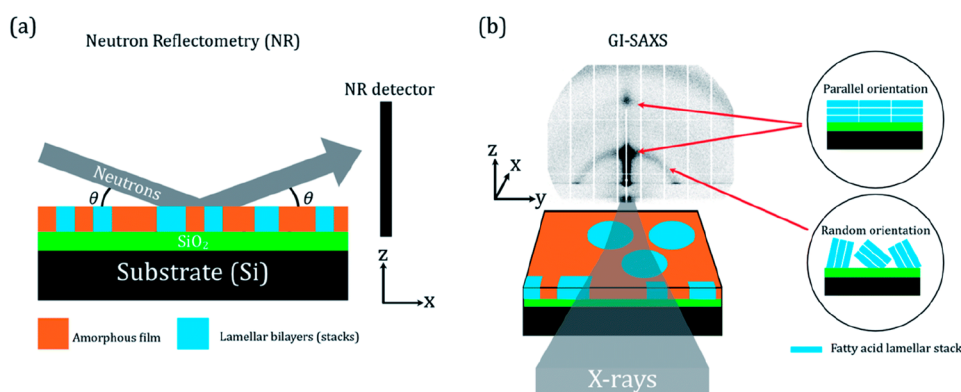 (a)
Neutron Reflectometry (NR)
NR detector
Neutrons
θ
θ
SiO₂
Substrate (Si)
z
x
Amorphous film
Lamellar bilayers (stacks)
(b)
GI-SAXS
Parallel orientation
z
x
y
Random orientation
Fatty acid lamellar stack
X-rays